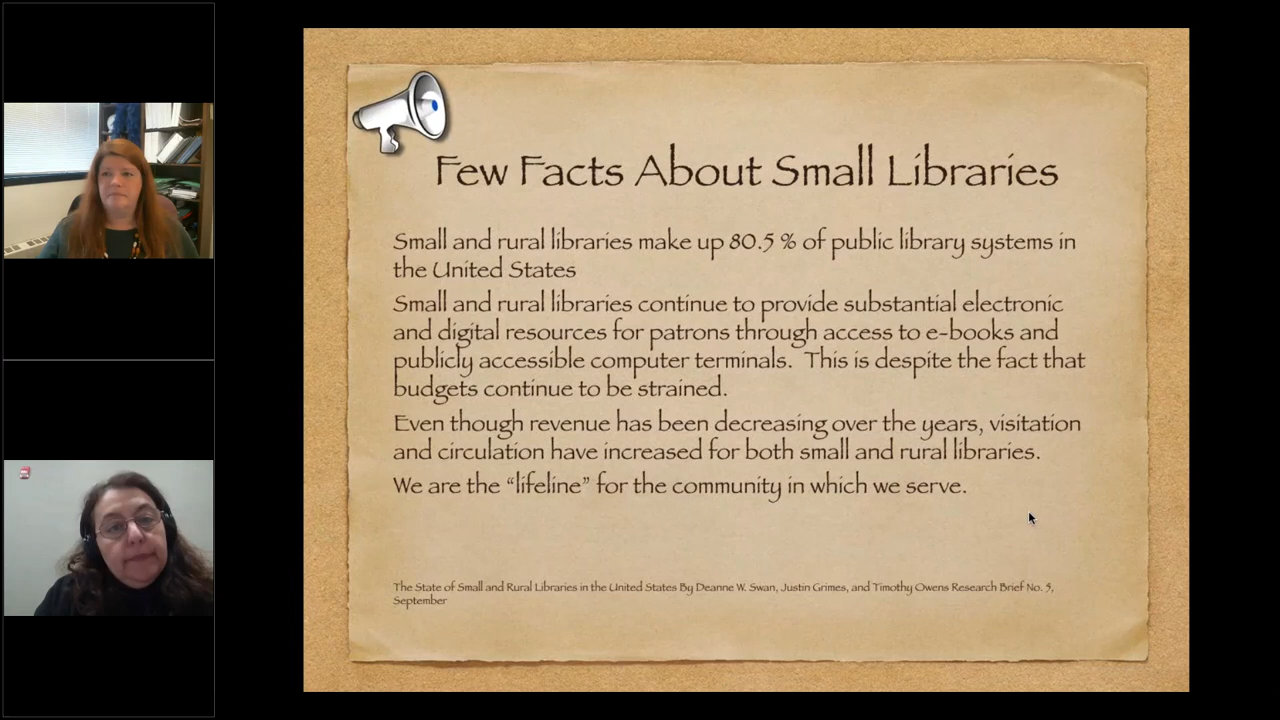 Few Facts About Small Libraries
Small and rural libraries make up 80.5 % of public library systems in
the United States
Small and rural libraries continue to provide substantial electronic
and digital resources for patrons through access to e-books and
publicly accessible computer terminals.  This is despite the fact that
budgets continue to be strained.
Even though revenue has been decreasing over the years, visitation
and circulation have increased for both small and rural libraries.
We are the “lifeline” for the community in which we serve.
The State of Small and Rural Libraries in the United States By Deanne W. Swan, Justin Grimes, and Timothy Owens Research Brief No. 5,
September